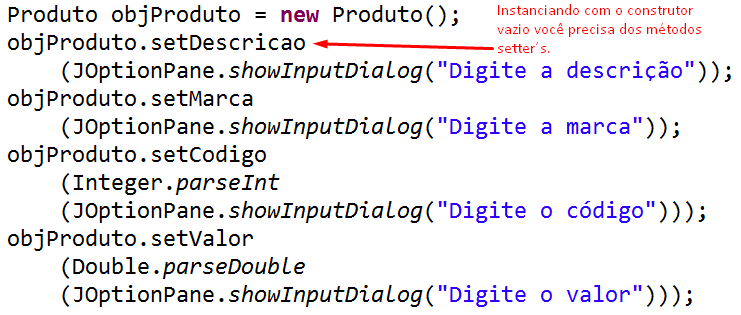 Produto objProduto = new Produto();
Instanciando com o construtor
vazio você precisa dos métodos
setter´s.
objProduto.setDescricao
(JOptionPane.showInputDialog("Digite a descrição"));
objProduto.setMarca
(JOptionPane.showInputDialog("Digite a marca"));
objProduto.setCodigo
(Integer.parseInt
(JOptionPane.showInputDialog("Digite o código")));
objProduto.setValor
(Double.parseDouble
(JOptionPane.showInputDialog("Digite o valor")));